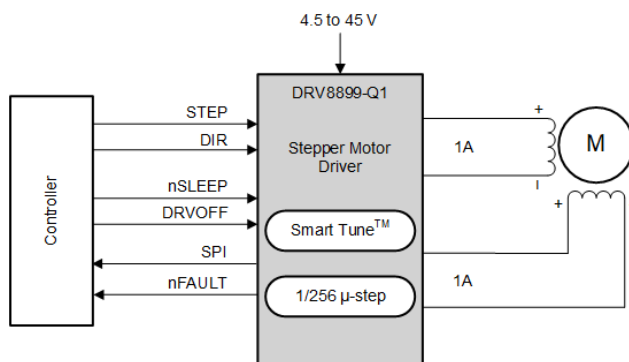 4.5 to 45 V
DRV8899-Q1
Stepper Motor
Driver
Smart Tune™
1/256 µ-step
Controller
STEP
DIR
nSLEEP
DRVOFF
SPI
nFAULT
1A
1A
+
–
+
M